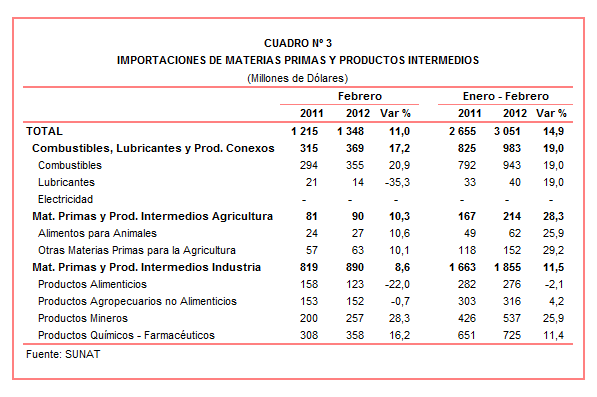 CUADRO Nº 3
IMPORTACIONES DE MATERIAS PRIMAS Y PRODUCTOS INTERMEDIOS
(Millones de Dólares)
Febrero Enero - Febrero
2011 2012 Var % 2011 2012 Var %
TOTAL 1 215 1 348 11,0 2 655 3 051 14,9
Combustibles, Lubricantes y Prod. Conexos 315 369 17,2 825 983 19,0
Combustibles 294 355 20,9 792 943 19,0
Lubricantes 21 14 -35,3 33 40 19,0
Electricidad - - - - - -
Mat. Primas y Prod. Intermedios Agricultura 81 90 10,3 167 214 28,3
Alimentos para Animales 24 27 10,6 49 62 25,9
Otras Materias Primas para la Agricultura 57 63 10,1 118 152 29,2
Mat. Primas y Prod. Intermedios Industria 819 890 8,6 1 663 1 855 11,5
Productos Alimenticios 158 123 -22,0 282 276 -2,1
Productos Agropecuarios no Alimenticios 153 152 -0,7 303 316 4,2
Productos Mineros 200 257 28,3 426 537 25,9
Productos Químicos - Farmacéuticos 308 358 16,2 651 725 11,4
Fuente: SUNAT